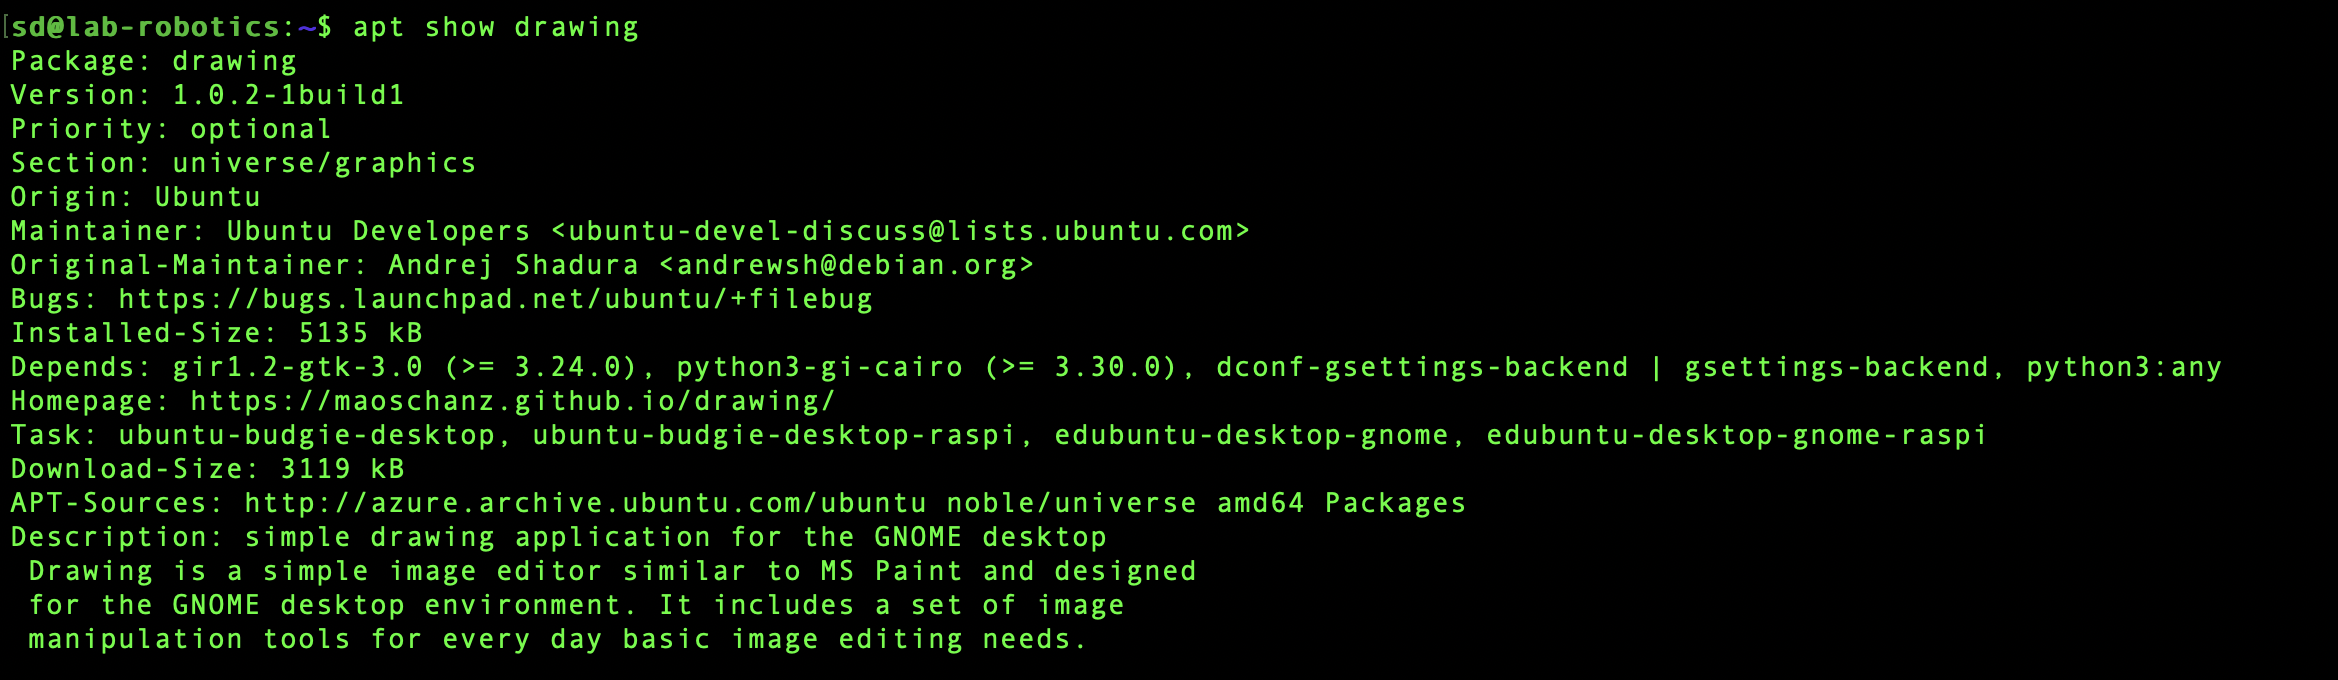 [sd@lab-robotics:~$ apt show drawing
Package: drawing
Version: 1.0.2-1build1
Priority: optional
Section: universe/graphics
Origin: Ubuntu
Maintainer: Ubuntu Developers <ubuntu-devel-discuss@lists.ubuntu.com>
Original-Maintainer: Andrej Shadura <andrewsh@debian.org>
Bugs: https://bugs.launchpad.net/ubuntu/+filebug
Installed-Size: 5135 kB
Depends: gir1.2-gtk-3.0 (>= 3.24.0), python3-gi-cairo (>= 3.30.0), dconf-gsettings-backend | gsettings-backend, python3:any
Homepage: https://maoschanz.github.io/drawing/
Task: ubuntu-budgie-desktop, ubuntu-budgie-desktop-raspi, edubuntu-desktop-gnome, edubuntu-desktop-gnome-raspi
Download-Size: 3119 kB
APT-Sources: http://azure.archive.ubuntu.com/ubuntu noble/universe amd64 Packages
Description: simple drawing application for the GNOME desktop
 Drawing is a simple image editor similar to MS Paint and designed
 for the GNOME desktop environment. It includes a set of image
 manipulation tools for every day basic image editing needs.